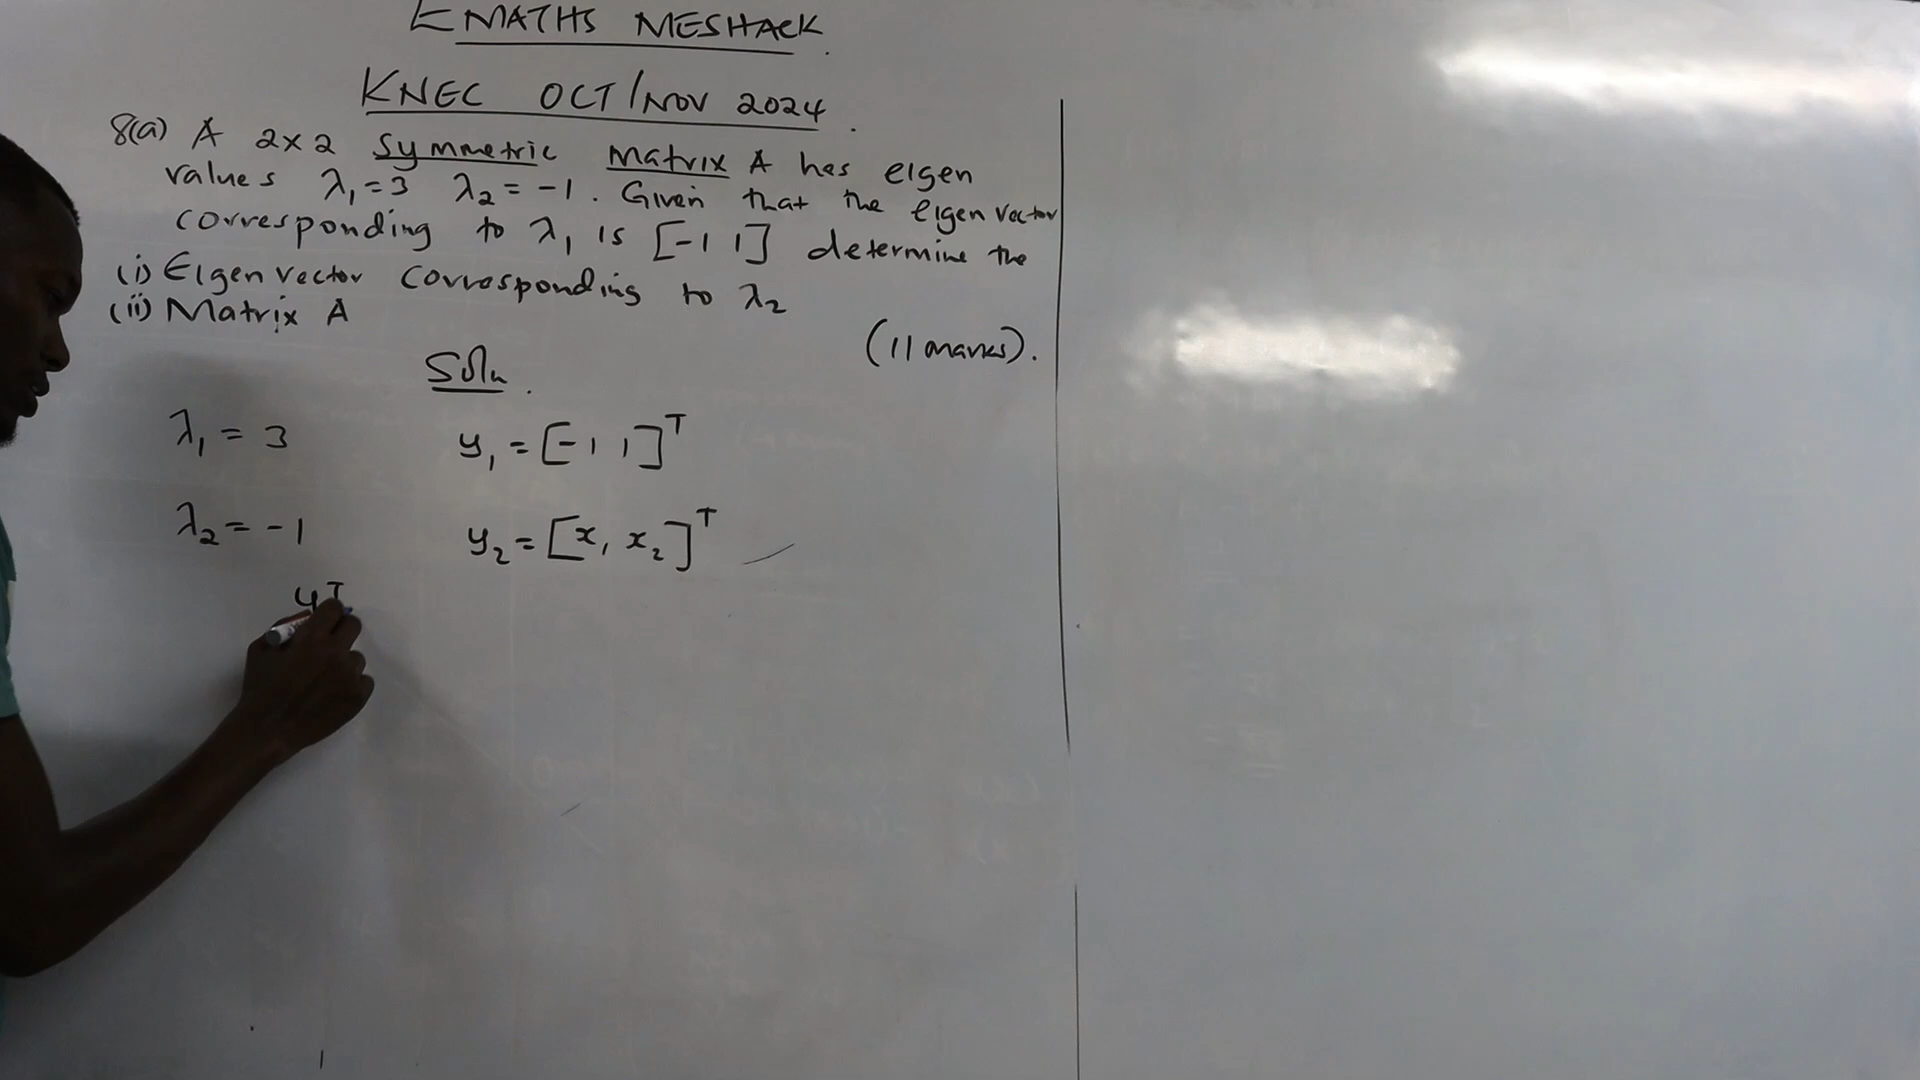 EMATHS MESHACK.
KNEC OCT/NOV 2024.
8(a) A 2x2 Symmetric Matrix A has eigen
values λ₁=3 λ₂=-1. Given that the eigen vector
corresponding to λ₁ is [-1 1] determine the
(i) Eigen vector corresponding to λ₂
(ii) Matrix A
(11 marks).
Soln.
λ₁ = 3 y₁ = [-1 1]ᵀ
λ₂ = -1 y₂ = [x₁ x₂]ᵀ
yᵀ